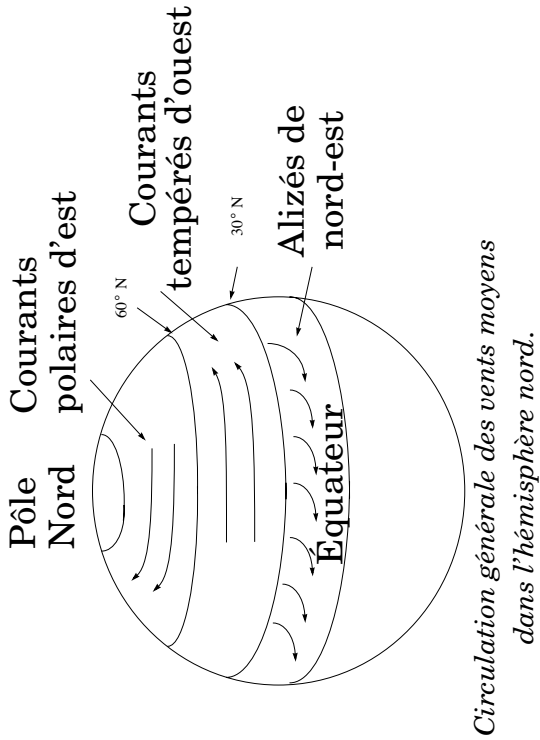 Pôle
Nord
Courants
polaires d'est
60° N
Courants
tempérés d'ouest
30° N
Alizés de
nord-est
Équateur
Circulation générale des vents moyens
dans l'hémisphère nord.